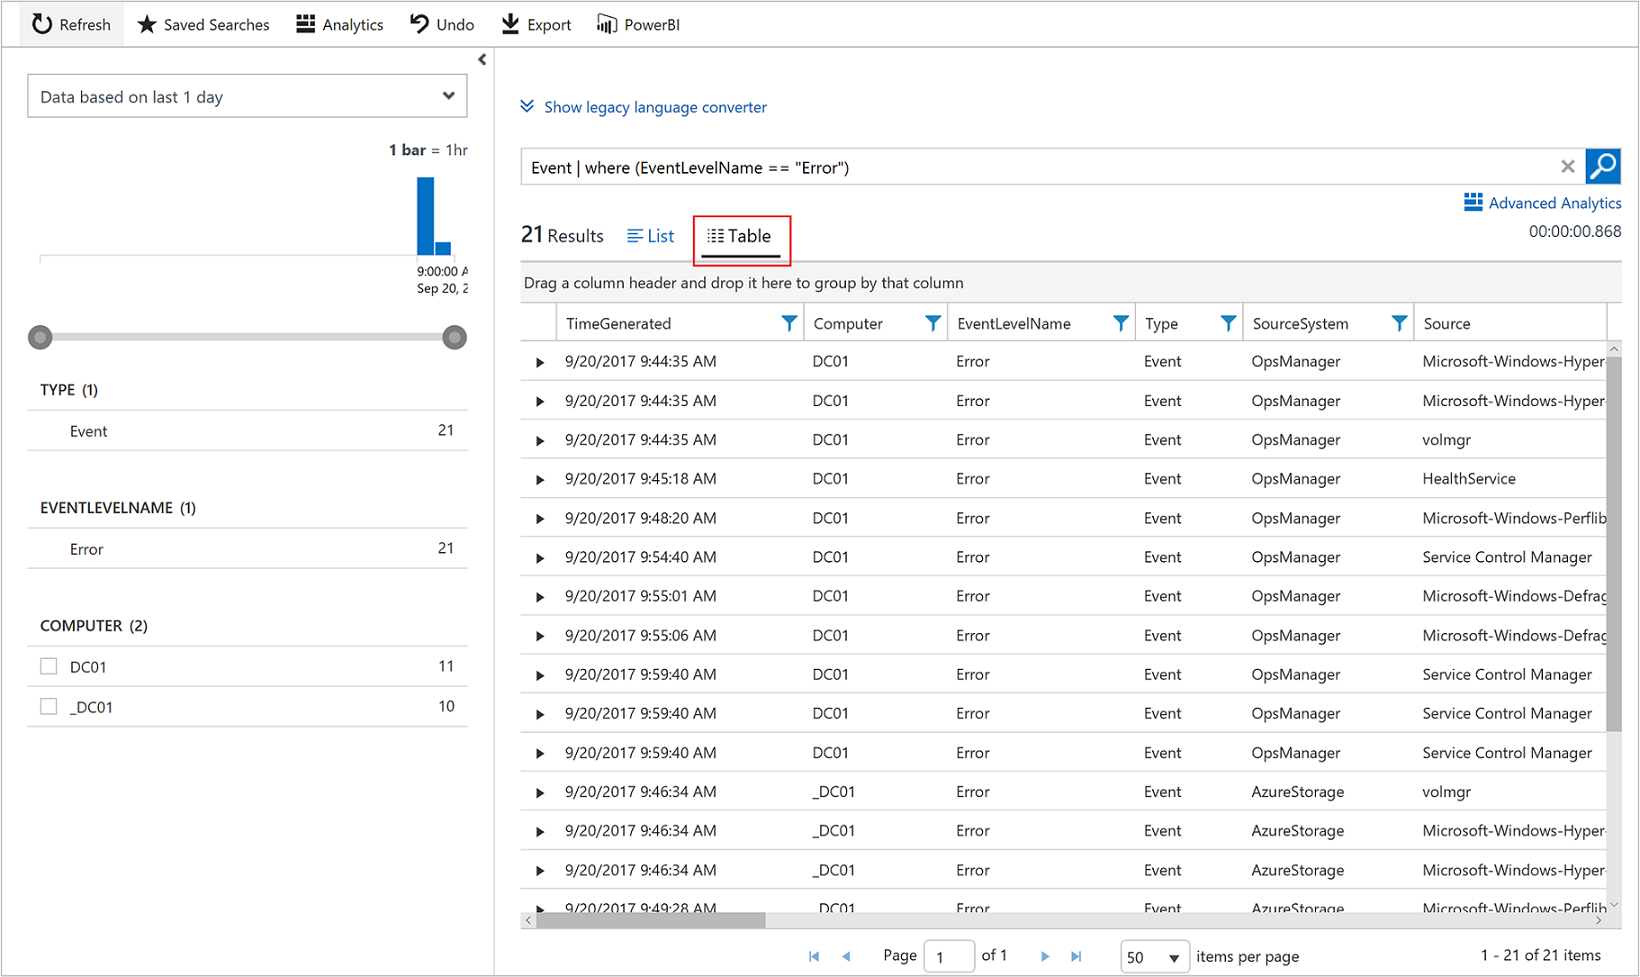 Refresh Saved Searches Analytics Undo Export PowerBI
Data based on last 1 day
1 bar = 1hr
9:00:00 A
Sep 20, 2
TYPE (1)
Event 21
EVENTLEVELNAME (1)
Error 21
COMPUTER (2)
DC01 11
_DC01 10
Show legacy language converter
Event | where (EventLevelName == "Error")
Advanced Analytics
21 Results List Table
00:00:00.868
Drag a column header and drop it here to group by that column
TimeGenerated Computer EventLevelName Type SourceSystem Source
9/20/2017 9:44:35 AM DC01 Error Event OpsManager Microsoft-Windows-Hyper-
9/20/2017 9:44:35 AM DC01 Error Event OpsManager Microsoft-Windows-Hyper-
9/20/2017 9:44:35 AM DC01 Error Event OpsManager volmgr
9/20/2017 9:45:18 AM DC01 Error Event OpsManager HealthService
9/20/2017 9:48:20 AM DC01 Error Event OpsManager Microsoft-Windows-Perflib
9/20/2017 9:54:40 AM DC01 Error Event OpsManager Service Control Manager
9/20/2017 9:55:01 AM DC01 Error Event OpsManager Microsoft-Windows-Defrag
9/20/2017 9:55:06 AM DC01 Error Event OpsManager Microsoft-Windows-Defrag
9/20/2017 9:59:40 AM DC01 Error Event OpsManager Service Control Manager
9/20/2017 9:59:40 AM DC01 Error Event OpsManager Service Control Manager
9/20/2017 9:59:40 AM DC01 Error Event OpsManager Service Control Manager
9/20/2017 9:46:34 AM _DC01 Error Event AzureStorage volmgr
9/20/2017 9:46:34 AM _DC01 Error Event AzureStorage Microsoft-Windows-Hyper-
9/20/2017 9:46:34 AM _DC01 Error Event AzureStorage Microsoft-Windows-Hyper-
9/20/2017 9:49:28 AM _DC01 Error Event AzureStorage Microsoft-Windows-Perflib
Page 1 of 1 50 items per page 1 - 21 of 21 items